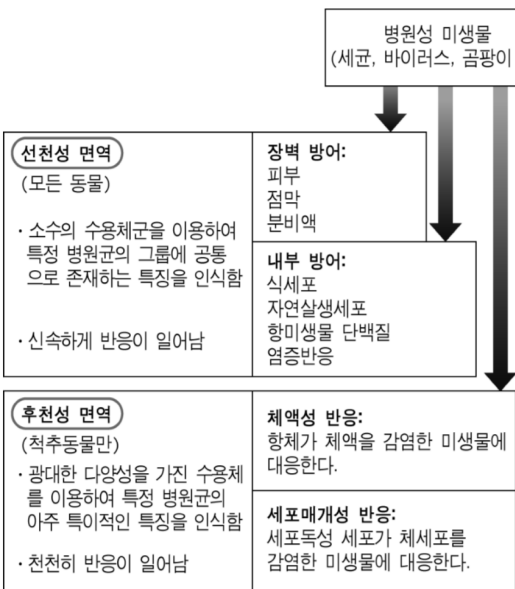 병원성 미생물
(세균, 바이러스, 곰팡이
선천성 면역
(모든 동물)
· 소수의 수용체군을 이용하여
특정 병원균의 그룹에 공통
으로 존재하는 특징을 인식함
· 신속하게 반응이 일어남
장벽 방어:
피부
점막
분비액
내부 방어:
식세포
자연살생세포
항미생물 단백질
염증반응
후천성 면역
(척추동물만)
· 광대한 다양성을 가진 수용체
를 이용하여 특정 병원균의
아주 특이적인 특징을 인식함
· 천천히 반응이 일어남
체액성 반응:
항체가 체액을 감염한 미생물에
대응한다.
세포매개성 반응:
세포독성 세포가 체세포를
감염한 미생물에 대응한다.